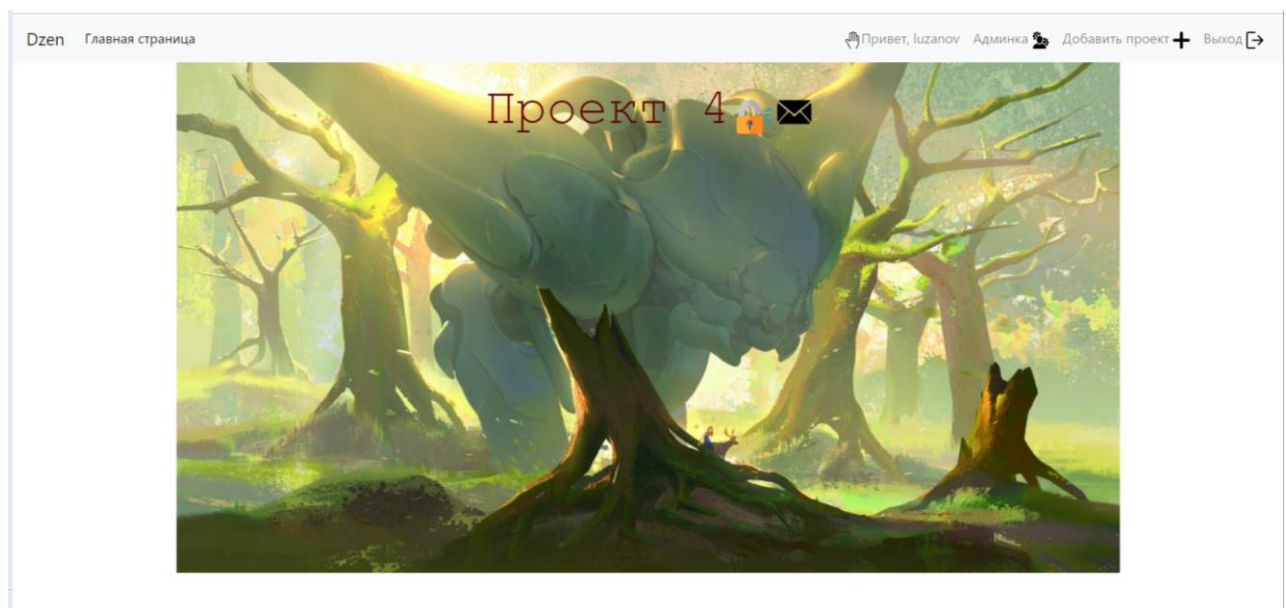 Dzen Главная страница Привет, luzanov Админка Добавить проект Выход
Проект 4